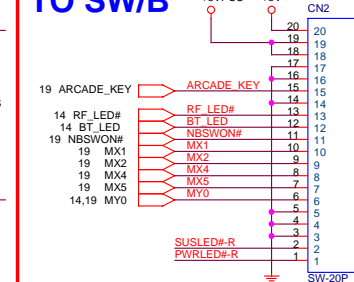 TO SW/B
CN2
20 20
19 19
18 18
17 17
16 16
19 ARCADE_KEY ARCADE_KEY 15 15
14 14
14 RF_LED# RF_LED# 13 13
14 BT_LED BT_LED 12 12
19 NBSWON# NBSWON# 11 11
19 MX1 MX1 10 10
19 MX2 MX2 9 9
19 MX4 MX4 8 8
19 MX5 MX5 7 7
14,19 MY0 MY0 6 6
5 5
4 4
3 3
SUSLED#-R 2 2
PWRLED#-R 1 1
SW-20P